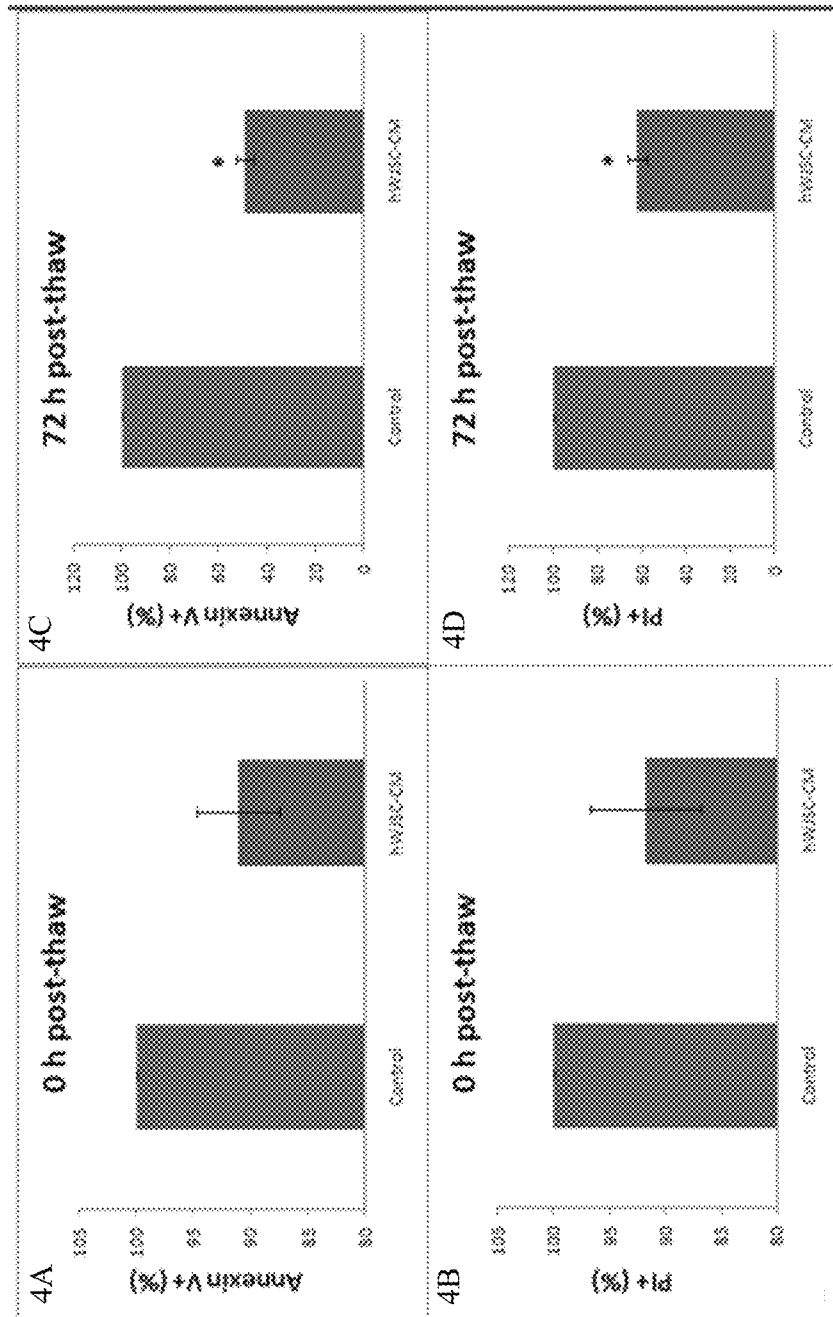 4A
0 h post-thaw
Annexin V+ (%)
105
100
95
90
85
80
Control
hWJSC-CM
4B
0 h post-thaw
PI+ (%)
105
100
95
90
85
80
Control
hWJSC-CM
4C
72 h post-thaw
Annexin V+ (%)
120
100
80
60
40
20
0
*
Control
hWJSC-CM
4D
72 h post-thaw
PI+ (%)
120
100
80
60
40
20
0
*
Control
hWJSC-CM